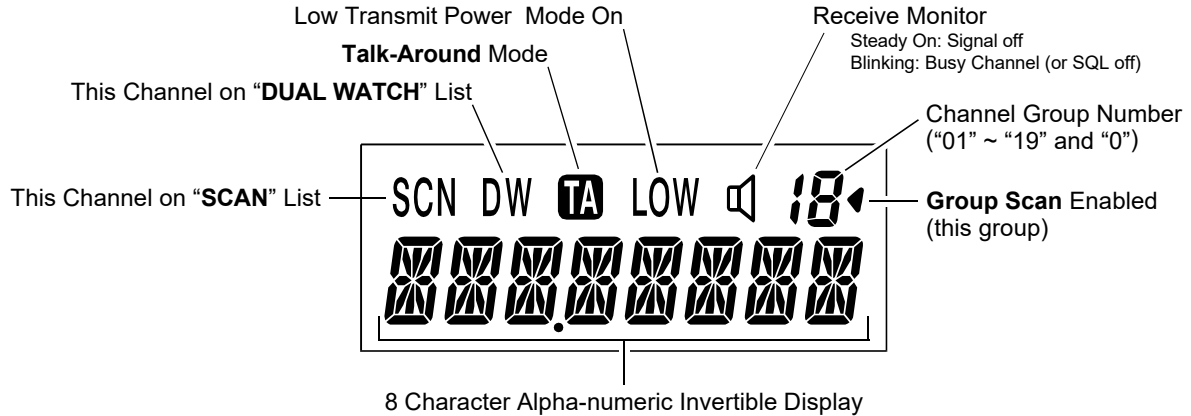 Low Transmit Power Mode On
Receive Monitor
Steady On: Signal off
Blinking: Busy Channel (or SQL off)
Talk-Around Mode
This Channel on “DUAL WATCH” List
Channel Group Number
(“01” ~ “19” and “0”)
This Channel on “SCAN” List
SCN DW TA LOW 18
Group Scan Enabled
(this group)
8 Character Alpha-numeric Invertible Display